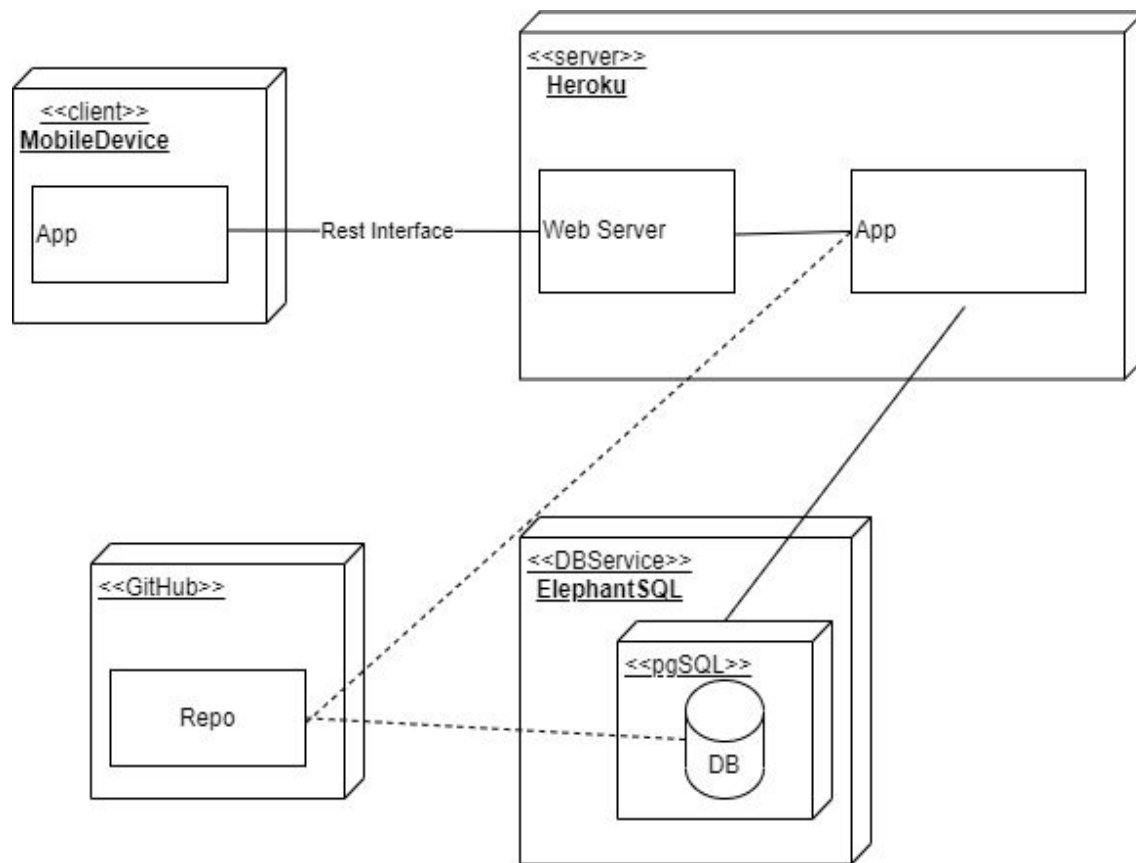 <<client>>
MobileDevice
App
Rest Interface
<<server>>
Heroku
Web Server
App
<<GitHub>>
Repo
<<DBService>>
ElephantSQL
<<pgSQL>>
DB